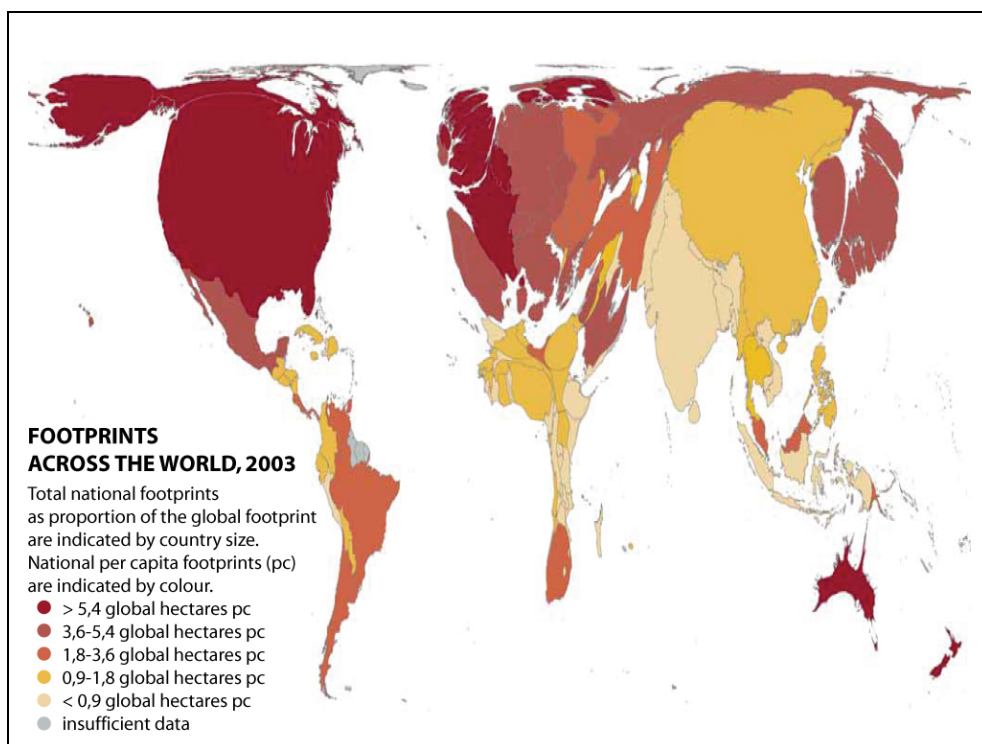 FOOTPRINTS
ACROSS THE WORLD, 2003
Total national footprints
as proportion of the global footprint
are indicated by country size.
National per capita footprints (pc)
are indicated by colour.
> 5,4 global hectares pc
3,6-5,4 global hectares pc
1,8-3,6 global hectares pc
0,9-1,8 global hectares pc
< 0,9 global hectares pc
insufficient data